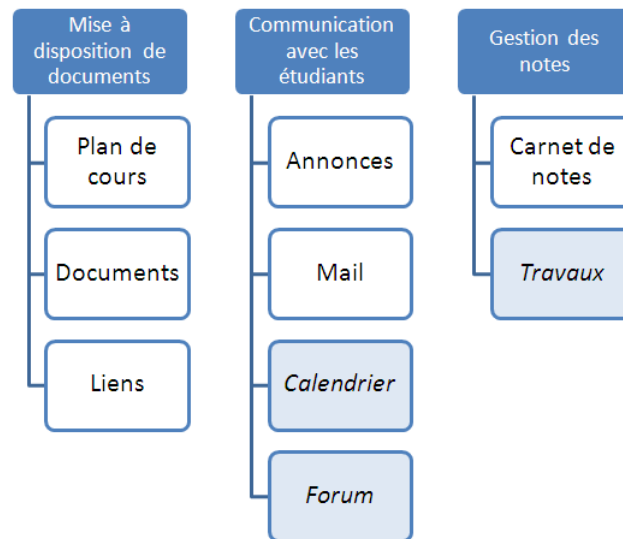 Mise à
disposition de
documents
Plan de
cours
Documents
Liens
Communication
avec les
étudiants
Annonces
Mail
Calendrier
Forum
Gestion des
notes
Carnet de
notes
Travaux